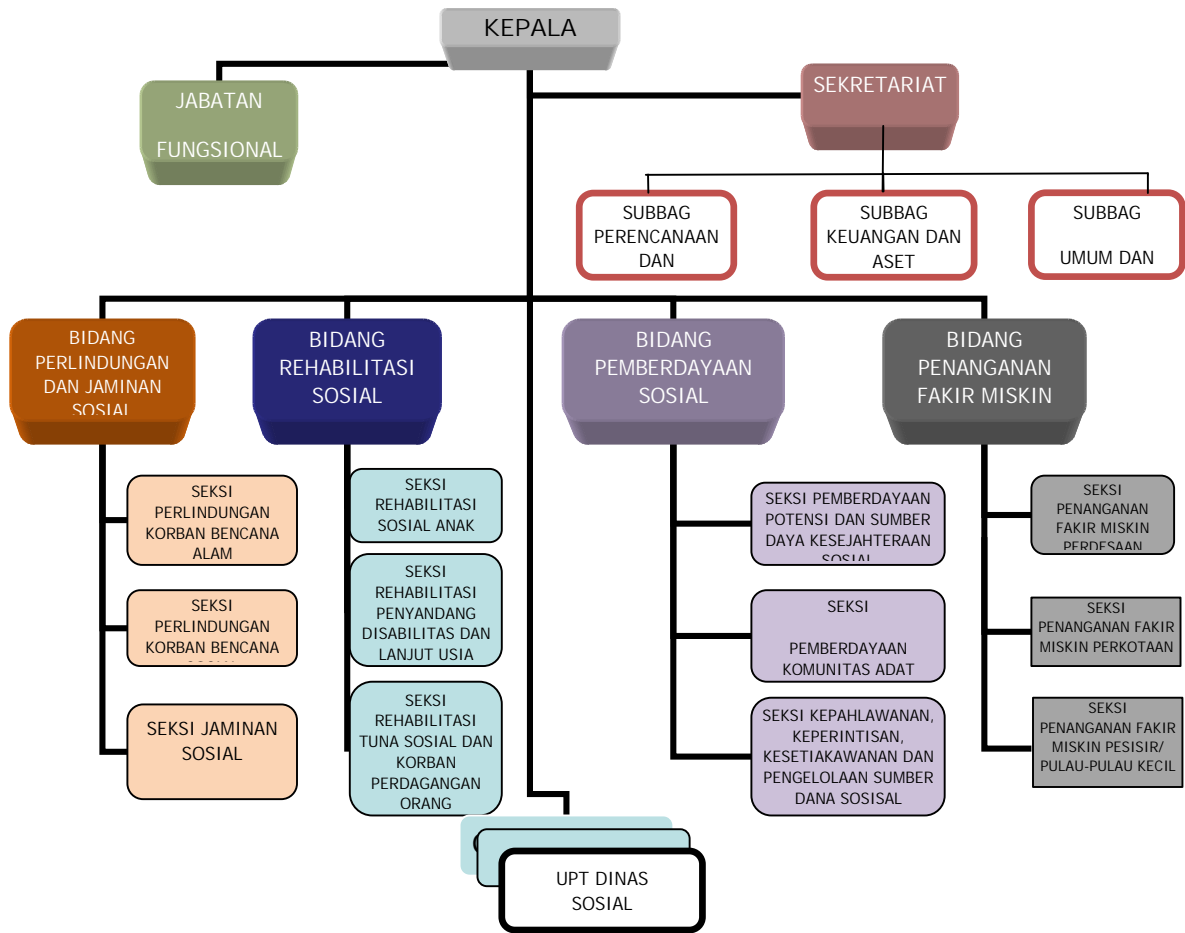 KEPALA
JABATAN
FUNGSIONAL
SEKRETARIAT
SUBBAG
PERENCANAAN
DAN
SUBBAG
KEUANGAN DAN
ASET
SUBBAG
UMUM DAN
BIDANG
PERLINDUNGAN
DAN JAMINAN
SOSIAL
BIDANG
REHABILITASI
SOSIAL
BIDANG
PEMBERDAYAAN
SOSIAL
BIDANG
PENANGANAN
FAKIR MISKIN
SEKSI
PERLINDUNGAN
KORBAN BENCANA
ALAM
SEKSI
PERLINDUNGAN
KORBAN BENCANA
SEKSI JAMINAN
SOSIAL
SEKSI
REHABILITASI
SOSIAL ANAK
SEKSI
REHABILITASI
PENYANDANG
DISABILITAS DAN
LANJUT USIA
SEKSI
REHABILITASI
TUNA SOSIAL DAN
KORBAN
PERDAGANGAN
ORANG
SEKSI PEMBERDAYAAN
POTENSI DAN SUMBER
DAYA KESEJAHTERAAN
SOSIAL
SEKSI
PEMBERDAYAAN
KOMUNITAS ADAT
SEKSI KEPAHLAWANAN,
KEPERINTISAN,
KESETIAKAWANAN DAN
PENGELOLAAN SUMBER
DANA SOSISAL
SEKSI
PENANGANAN
FAKIR MISKIN
PERDESAAN
SEKSI
PENANGANAN FAKIR
MISKIN PERKOTAAN
SEKSI
PENANGANAN FAKIR
MISKIN PESISIR/
PULAU-PULAU KECIL
UPT DINAS
SOSIAL